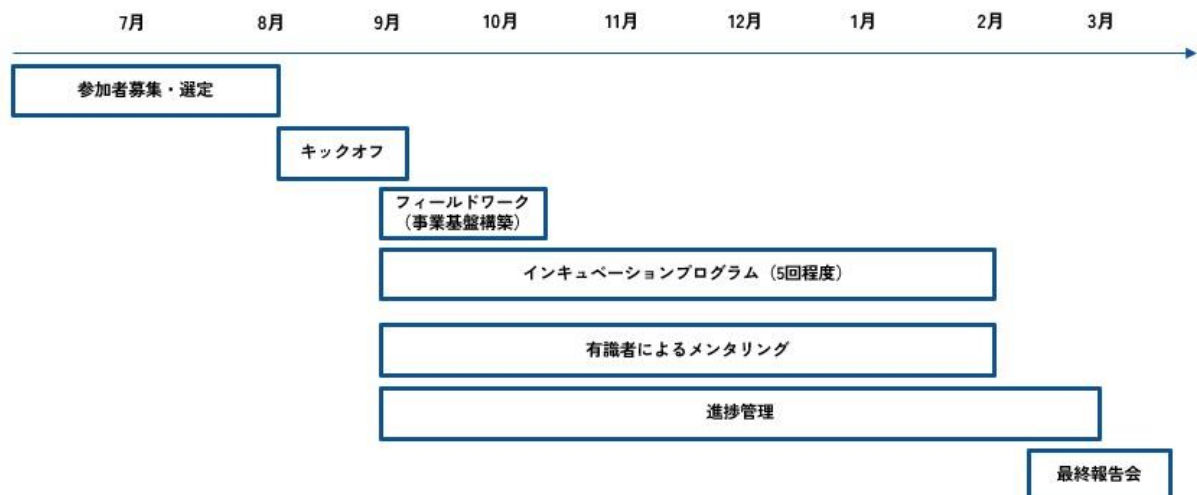 7月 8月 9月 10月 11月 12月 1月 2月 3月
参加者募集・選定
キックオフ
フィールドワーク
（事業基盤構築）
インキュベーションプログラム（5回程度）
有識者によるメンタリング
進捗管理
最終報告会